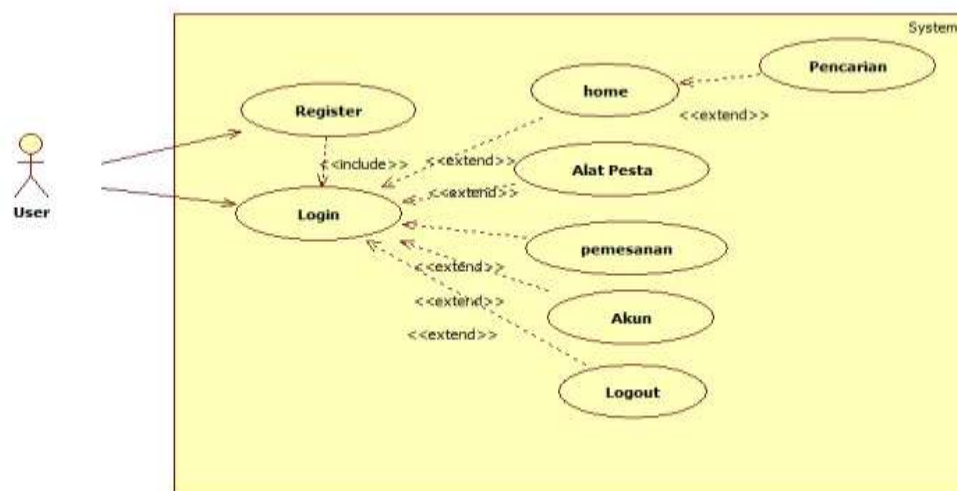 System
Pencarian
home
<<extend>>
Register
<<include>>
<<extend>>
Alat Pesta
<<extend>>
User
Login
pemesanan
<<extend>>
<<extend>>
Akun
<<extend>>
Logout